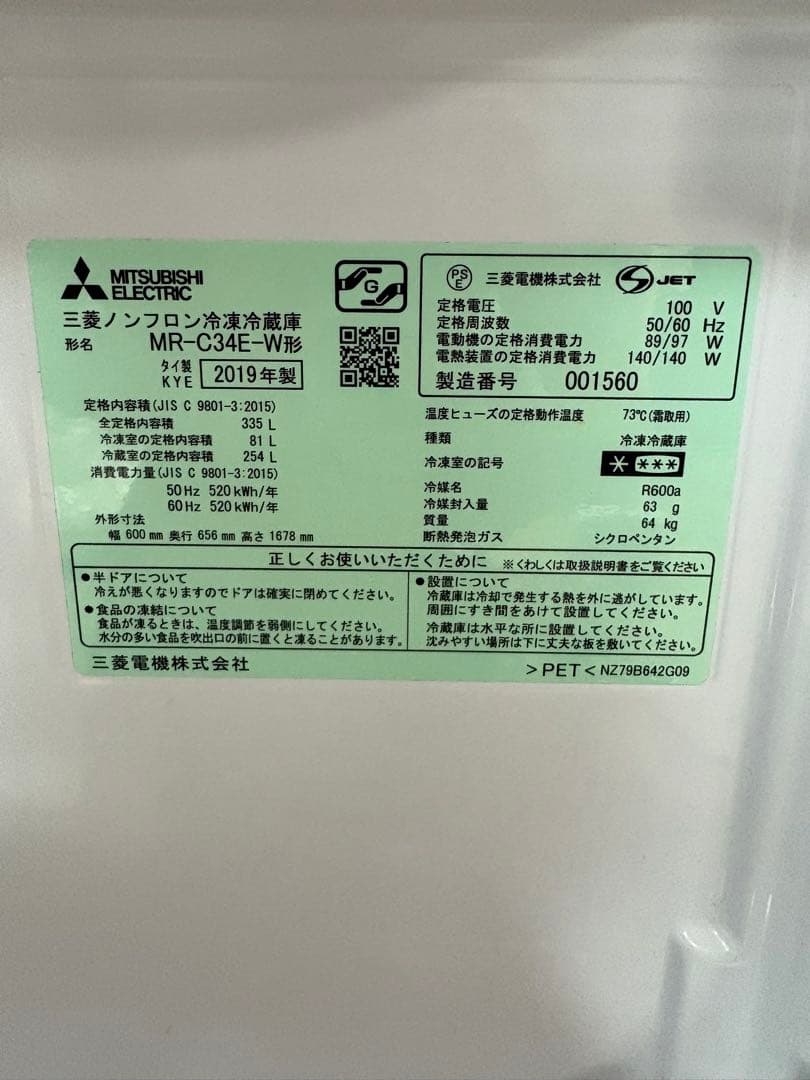 MITSUBISHI
ELECTRIC
三菱ノンフロン冷凍冷蔵庫
形名 MR-C34E-W形
タイ製
KYE 2019年製
G
定格内容積(JIS C 9801-3:2015)
全定格内容積 335 L
冷凍室の定格内容積 81 L
冷蔵室の定格内容積 254 L
消費電力量(JIS C 9801-3:2015)
50Hz 520kWh/年
60Hz 520kWh/年
外形寸法
幅 600mm 奥行 656mm 高さ 1678mm
PS
E 三菱電機株式会社 JET
定格電圧 100 V
定格周波数 50/60 Hz
電動機の定格消費電力 89/97 W
電熱装置の定格消費電力 140/140 W
製造番号 001560
温度ヒューズの定格動作温度 73℃(霜取用)
種類 冷凍冷蔵庫
冷凍室の記号 * ***
冷媒名 R600a
冷媒封入量 63 g
質量 64 kg
断熱発泡ガス シクロペンタン
正しくお使いいただくために ※くわしくは取扱説明書をご覧ください
●半ドアについて
冷えが悪くなりますのでドアは確実に閉めてください。
●食品の凍結について
食品が凍るときは、温度調節を弱側にしてください。
水分の多い食品を吹出口の前に置くと凍ることがあります。
●設置について
冷蔵庫は冷却で発生する熱を外に逃がしています。
周囲にすき間をあけて設置してください。
冷蔵庫は水平な所に設置してください。
沈みやすい場所は下に丈夫な板を敷いてください。
三菱電機株式会社
>PET< NZ79B642G09